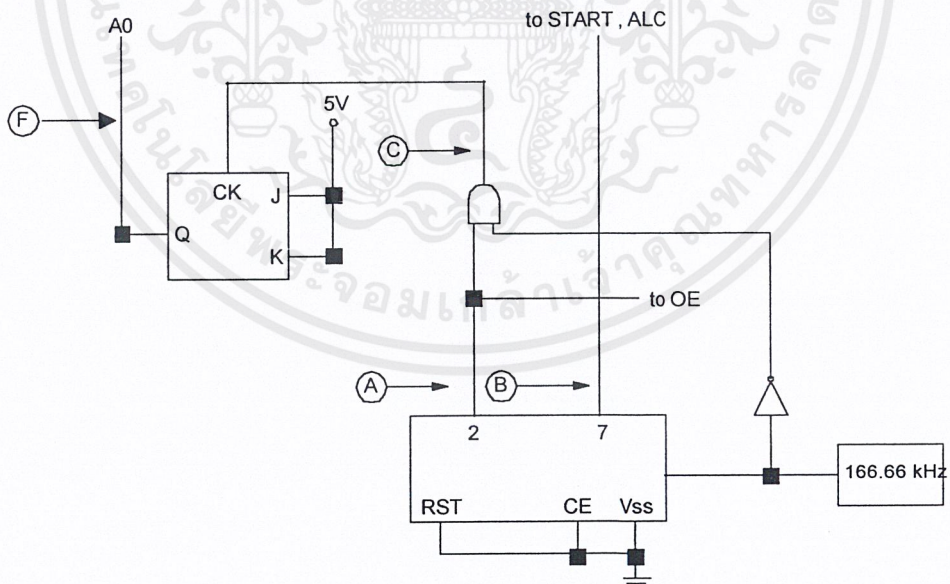 to START , ALC
A0
5V
F
C
CK
J
Q
K
to OE
A
B
2
7
166.66 kHz
RST
CE
Vss